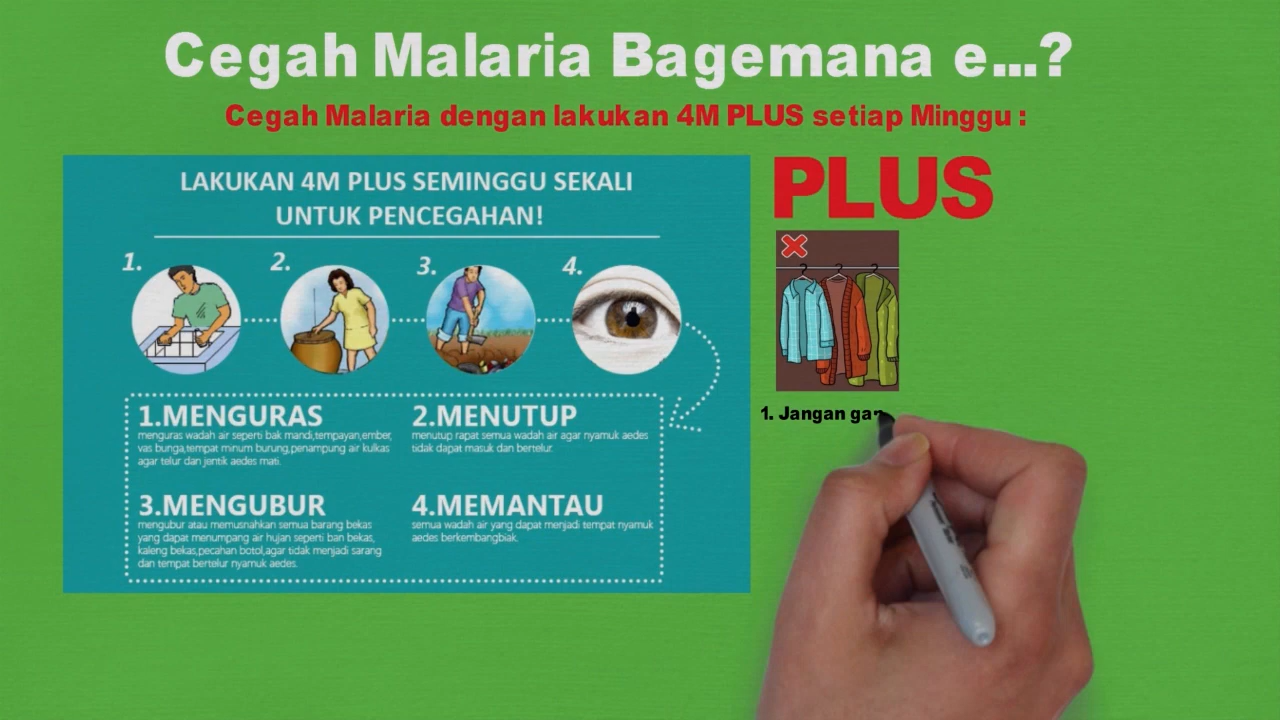 Cegah Malaria Bagemana e...?
Cegah Malaria dengan lakukan 4M PLUS setiap Minggu :
LAKUKAN 4M PLUS SEMINGGU SEKALI
UNTUK PENCEGAHAN!
1.
2.
3.
4.
1.MENGURAS
menguras wadah air seperti bak mandi,tempayan,ember,
vas bunga,tempat minum burung,penampung air kulkas
agar telur dan jentik aedes mati.
2.MENUTUP
menutup rapat semua wadah air agar nyamuk aedes
tidak dapat masuk dan bertelur.
3.MENGUBUR
mengubur atau memusnahkan semua barang bekas
yang dapat menumpang air hujan seperti ban bekas,
kaleng bekas,pecahan botol,agar tidak menjadi sarang
dan tempat bertelur nyamuk aedes.
4.MEMANTAU
semua wadah air yang dapat menjadi tempat nyamuk
aedes berkembangbiak.
PLUS
1. Jangan gan